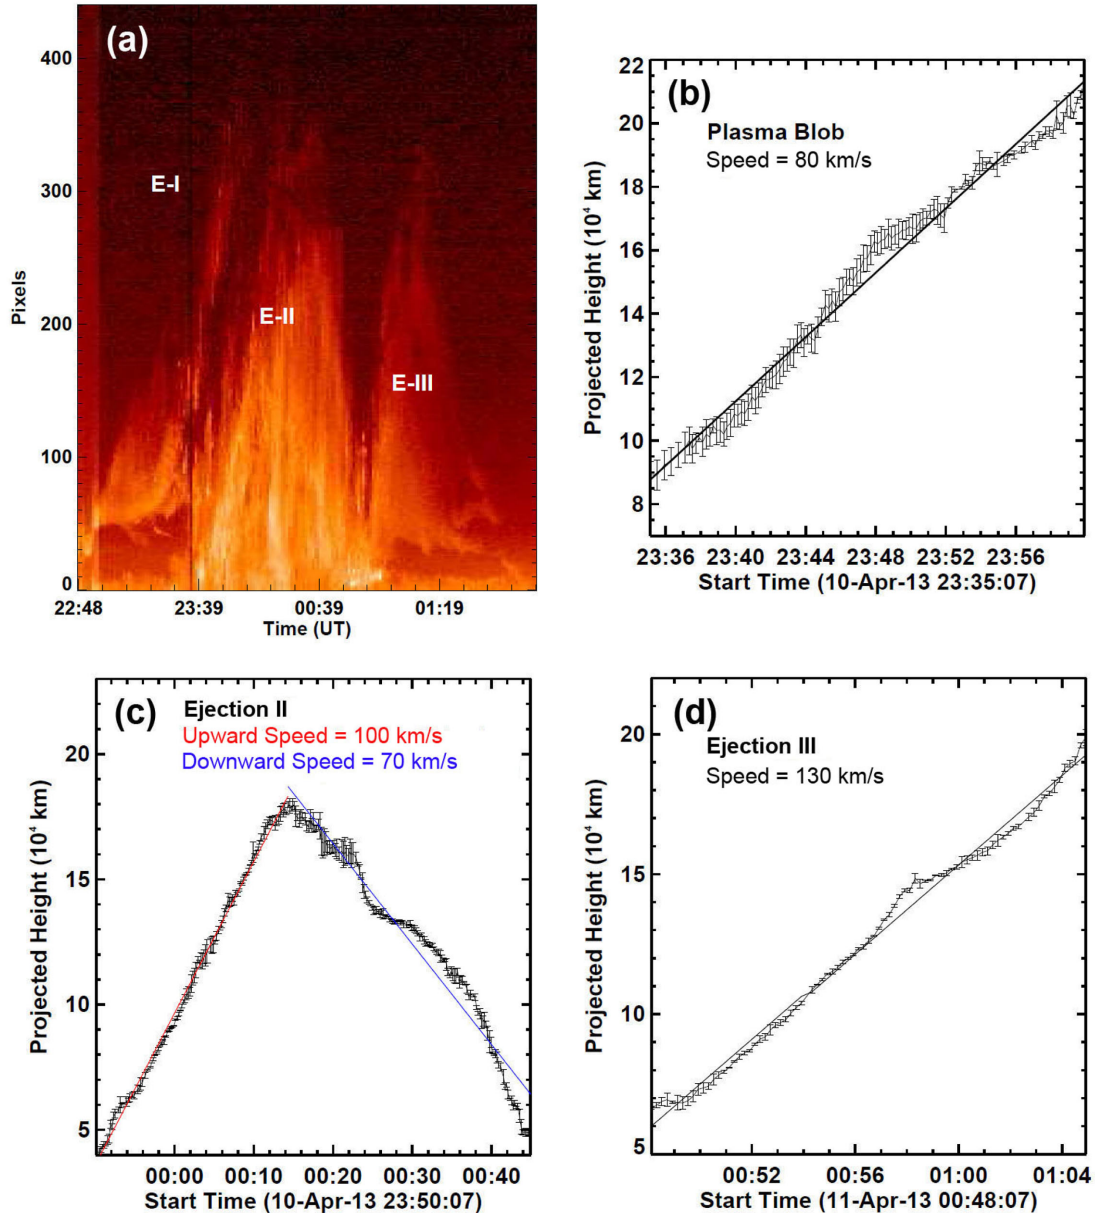 (a)
400
300
200
100
0
Pixels
E-I
E-II
E-III
22:48 23:39 00:39 01:19
Time (UT)
(b)
Plasma Blob
Speed = 80 km/s
22
20
18
16
14
12
10
8
Projected Height (10⁴ km)
23:36 23:40 23:44 23:48 23:52 23:56
Start Time (10-Apr-13 23:35:07)
(c)
Ejection II
Upward Speed = 100 km/s
Downward Speed = 70 km/s
20
15
10
5
Projected Height (10⁴ km)
00:00 00:10 00:20 00:30 00:40
Start Time (10-Apr-13 23:50:07)
(d)
Ejection III
Speed = 130 km/s
20
15
10
5
Projected Height (10⁴ km)
00:52 00:56 01:00 01:04
Start Time (11-Apr-13 00:48:07)